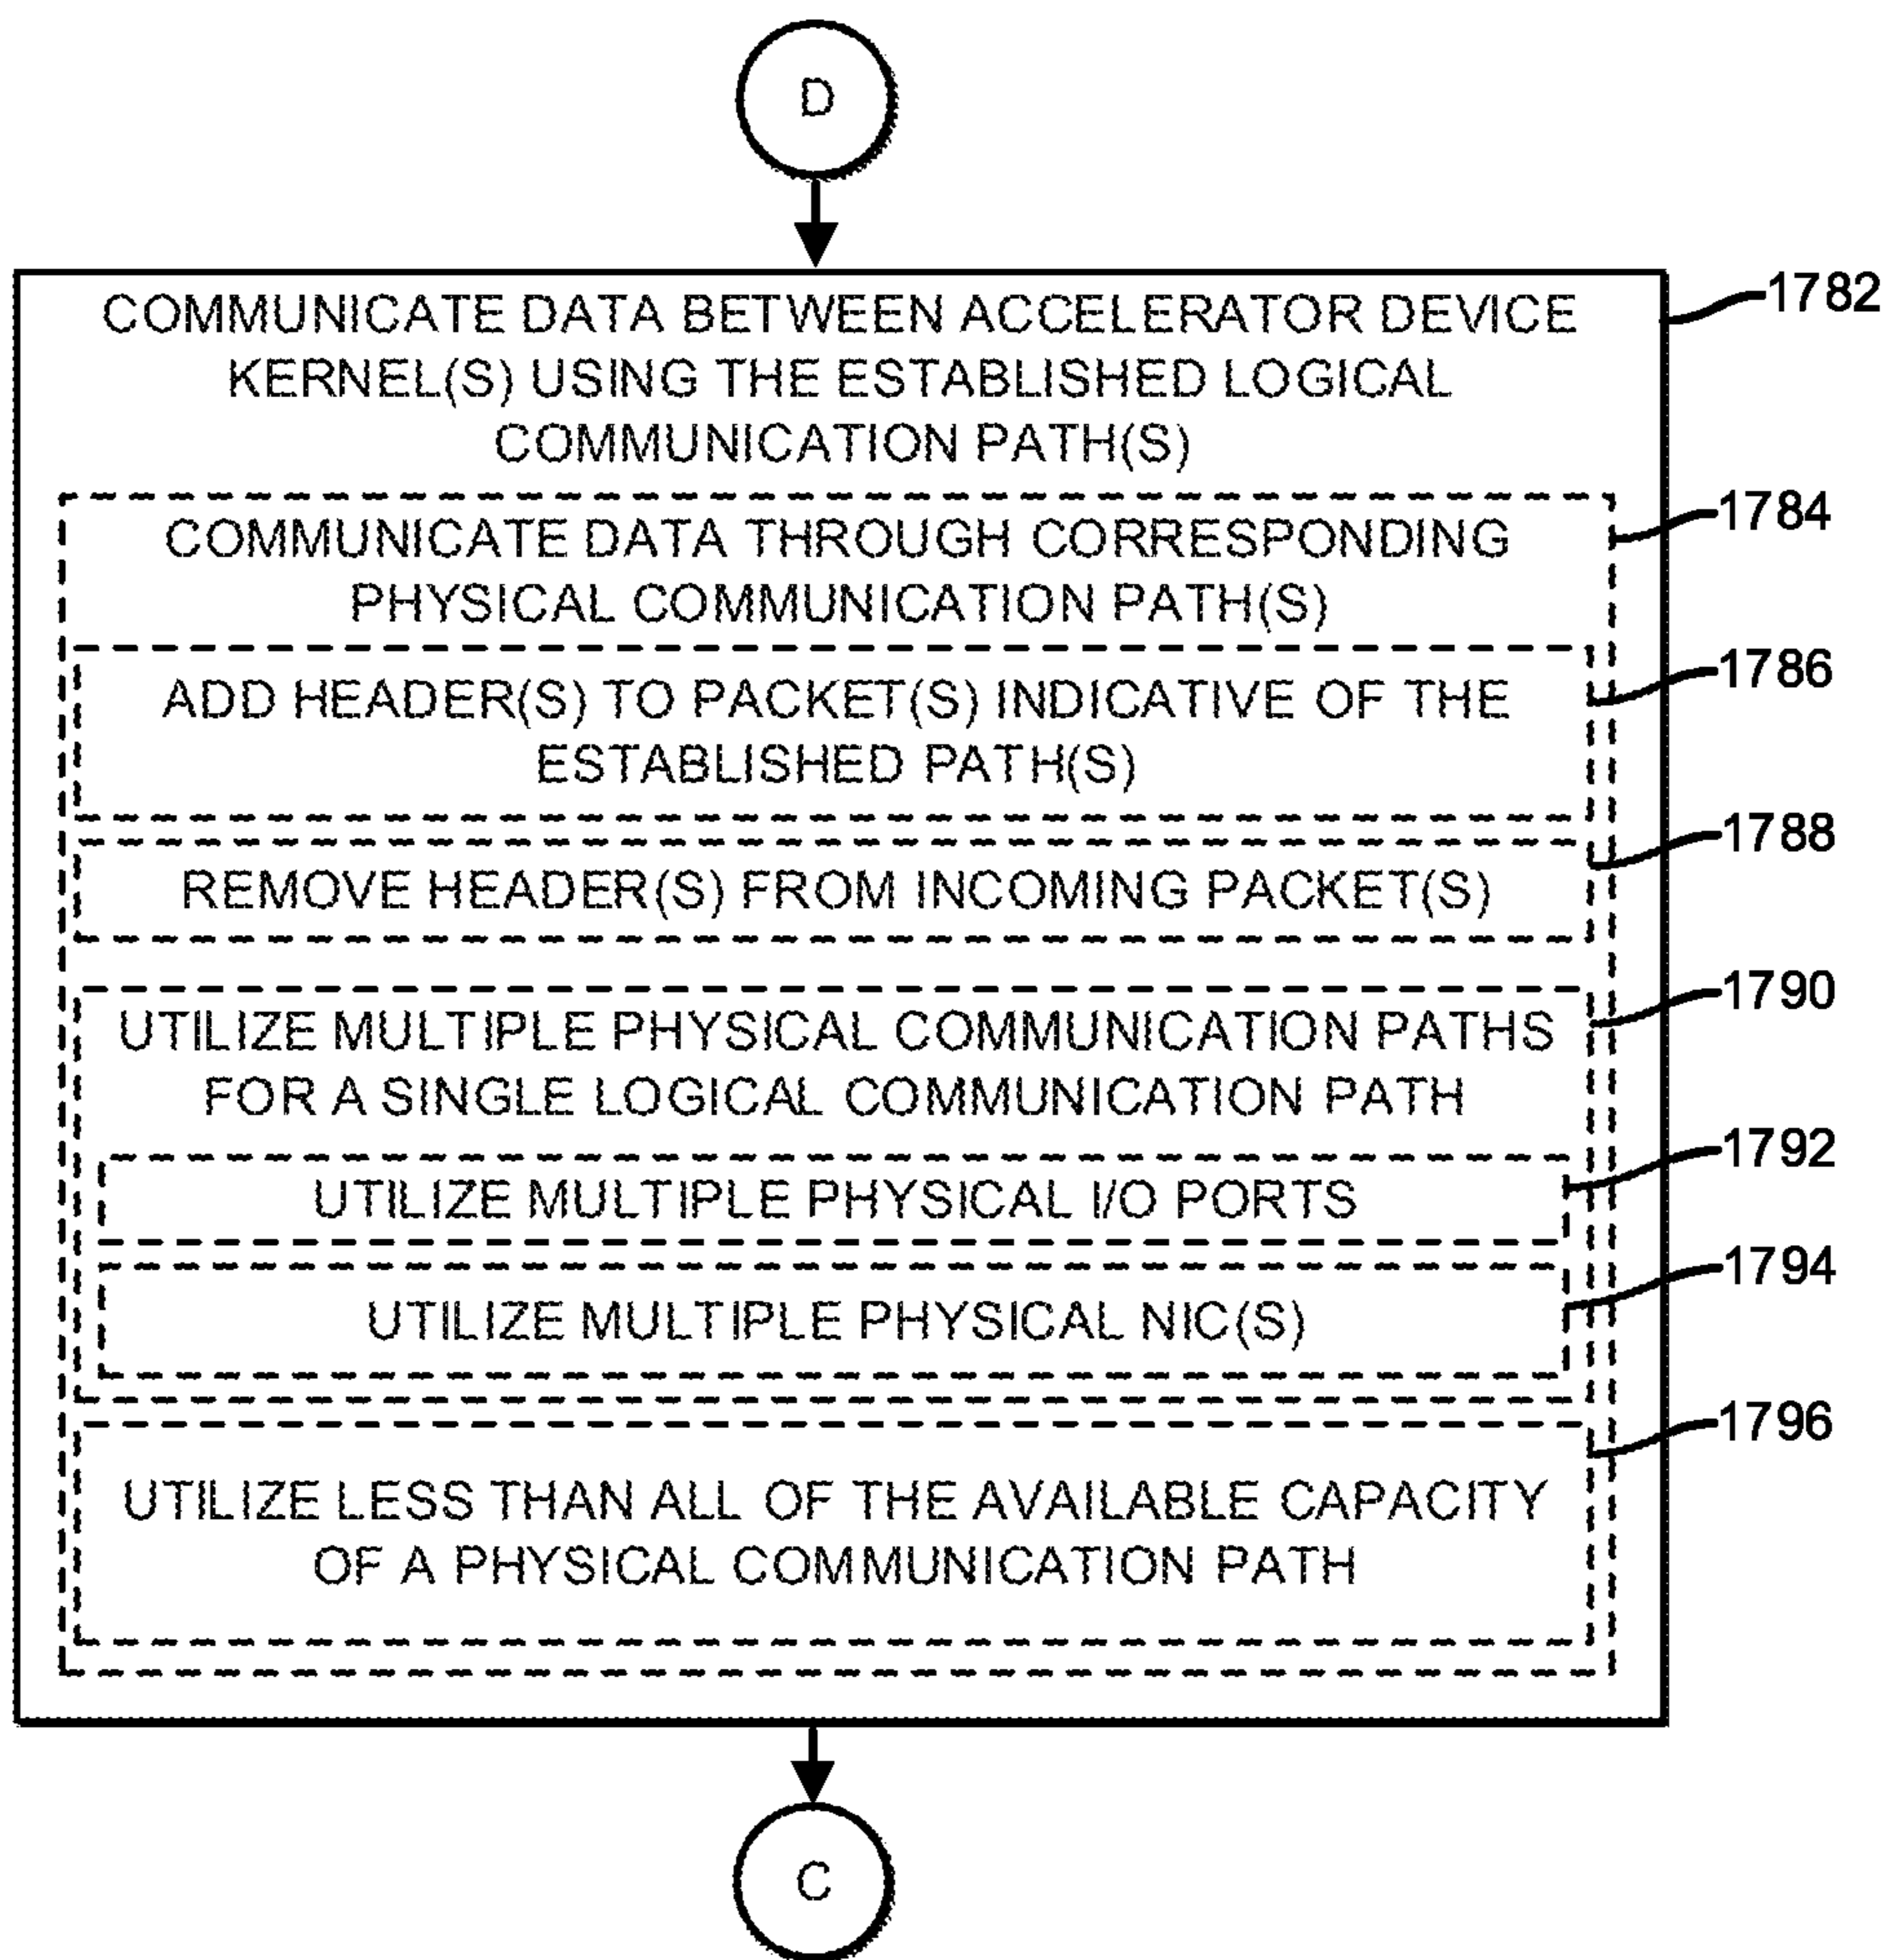 D
COMMUNICATE DATA BETWEEN ACCELERATOR DEVICE
KERNEL(S) USING THE ESTABLISHED LOGICAL
COMMUNICATION PATH(S)
1782
COMMUNICATE DATA THROUGH CORRESPONDING
PHYSICAL COMMUNICATION PATH(S)
1784
ADD HEADER(S) TO PACKET(S) INDICATIVE OF THE
ESTABLISHED PATH(S)
1786
REMOVE HEADER(S) FROM INCOMING PACKET(S)
1788
UTILIZE MULTIPLE PHYSICAL COMMUNICATION PATHS
FOR A SINGLE LOGICAL COMMUNICATION PATH
1790
UTILIZE MULTIPLE PHYSICAL I/O PORTS
1792
UTILIZE MULTIPLE PHYSICAL NIC(S)
1794
UTILIZE LESS THAN ALL OF THE AVAILABLE CAPACITY
OF A PHYSICAL COMMUNICATION PATH
1796
C